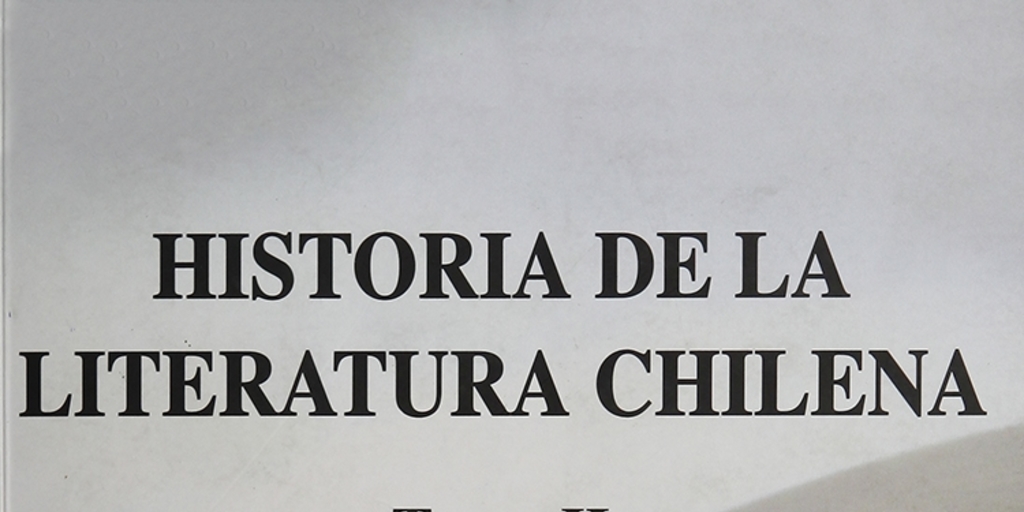 HISTORIA DE LA
LITERATURA CHILENA